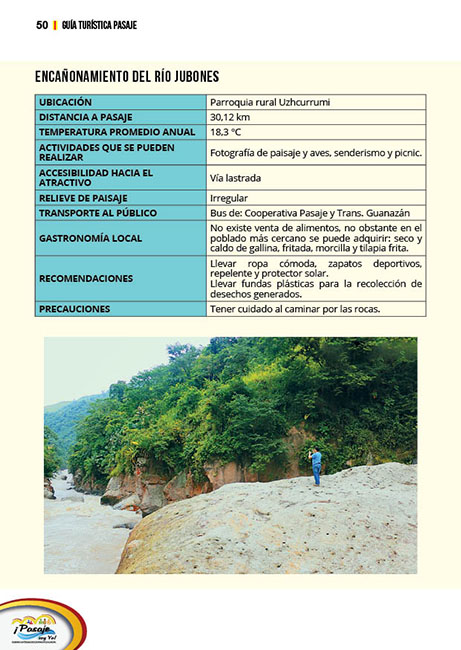 50 | GUÍA TURÍSTICA PASAJE
ENCAÑONAMIENTO DEL RÍO JUBONES
UBICACIÓN Parroquia rural Uzhcurrumi
DISTANCIA A PASAJE 30,12 km
TEMPERATURA PROMEDIO ANUAL 18,3 °C
ACTIVIDADES QUE SE PUEDEN
REALIZAR
Fotografía de paisaje y aves, senderismo y picnic.
ACCESIBILIDAD HACIA EL
ATRACTIVO
Vía lastrada
RELIEVE DE PAISAJE Irregular
TRANSPORTE AL PÚBLICO Bus de: Cooperativa Pasaje y Trans. Guanazán
GASTRONOMÍA LOCAL
No existe venta de alimentos, no obstante en el
poblado más cercano se puede adquirir: seco y
caldo de gallina, fritada, morcilla y tilapia frita.
RECOMENDACIONES
Llevar ropa cómoda, zapatos deportivos,
repelente y protector solar.
Llevar fundas plásticas para la recolección de
desechos generados.
PRECAUCIONES Tener cuidado al caminar por las rocas.
¡Pasaje
soy Yo!